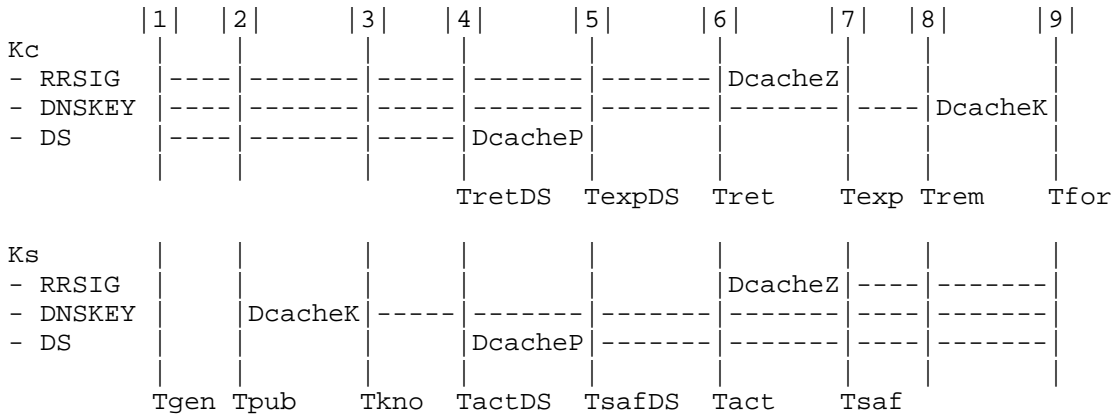 |1|   |2|      |3|     |4|       |5|       |6|       |7|   |8|       |9|
Kc         |     |        |       |         |         |         |     |         |
- RRSIG    |----|-------|-----|-------|-------|DcacheZ|    |       |
- DNSKEY |----|-------|-----|-------|-------|-------|----|DcacheK|
- DS       |----|-------|-----|DcacheP|       |       |    |       |
           |    |       |     |       |       |       |    |       |
TretDS TexpDS Tret Texp Trem Tfor
Ks         |    |       |     |       |       |       |    |       |
- RRSIG    |    |       |     |       |       |DcacheZ|----|-------|
- DNSKEY |    |DcacheK|-----|-------|-------|-------|----|-------|
- DS       |    |       |     |DcacheP|-------|-------|----|-------|
           |    |       |     |       |       |       |    |       |
Tgen Tpub Tkno TactDS TsafDS Tact Tsaf